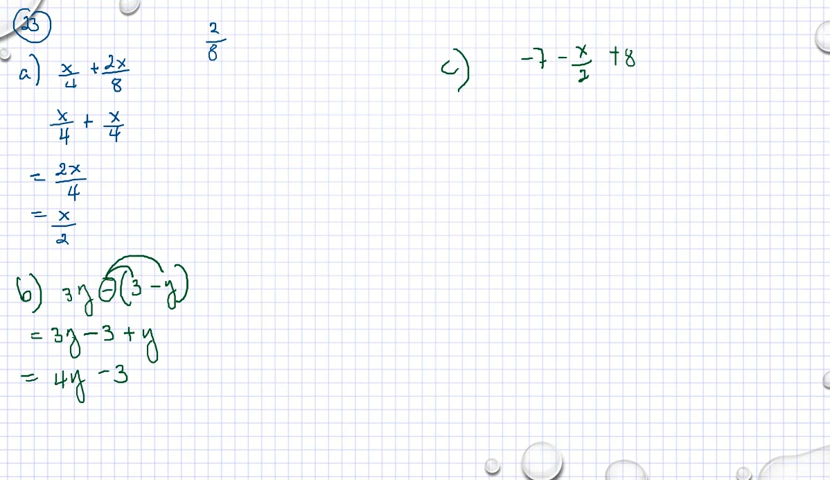 23
2/8
a) x/4 + 2x/8
x/4 + x/4
= 2x/4
= x/2
b) 3y - (3 - y)
= 3y - 3 + y
= 4y - 3
c) -7 - x/2 + 8